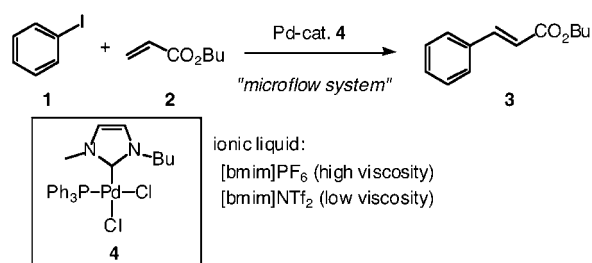 I
+
CO₂Bu
Pd-cat. 4
"microflow system"
CO₂Bu
1
2
3
N
N
Bu
Ph₃P-Pd-Cl
Cl
4
ionic liquid:
[bmim]PF₆ (high viscosity)
[bmim]NTf₂ (low viscosity)